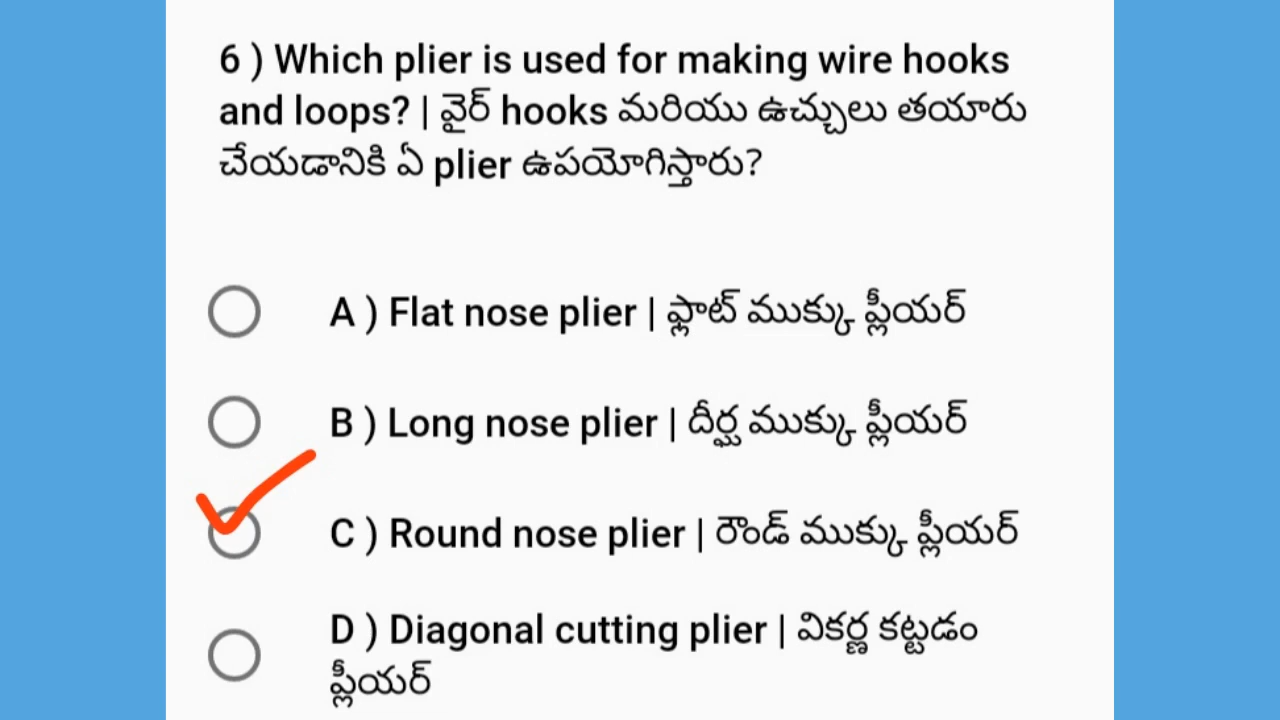 6 ) Which plier is used for making wire hooks
and loops? | వైర్ hooks మరియు ఉచ్చులు తయారు
చేయడానికి ఏ plier ఉపయోగిస్తారు?
A ) Flat nose plier | ఫ్లాట్ ముక్కు ప్లీయర్
B ) Long nose plier | దీర్ఘ ముక్కు ప్లీయర్
C ) Round nose plier | రౌండ్ ముక్కు ప్లీయర్
D ) Diagonal cutting plier | వికర్ణ కట్టడం
ప్లీయర్